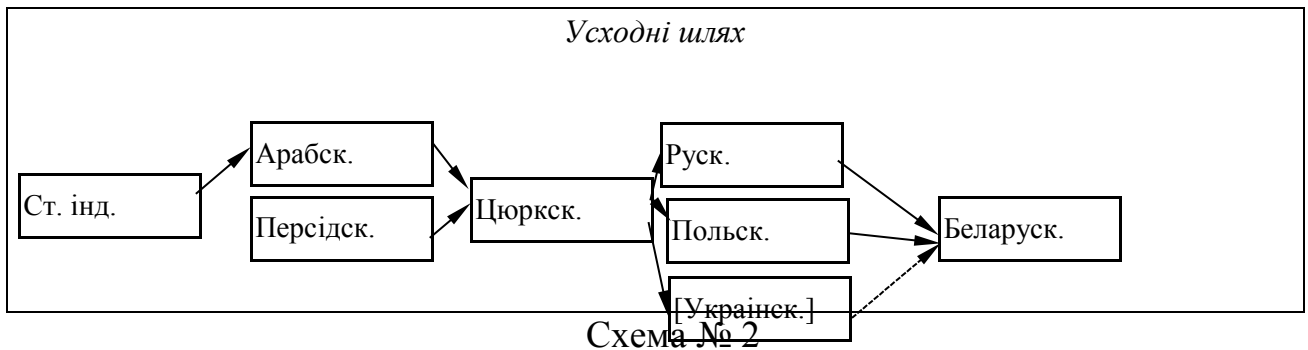 Усходні шлях
Арабск.
Руск.
Ст. інд.
Цюркск.
Персідск.
Польск.
Беларуск.
[Украінск.]
Схема № 2